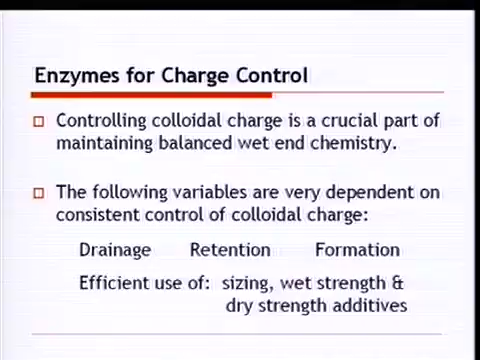 Enzymes for Charge Control
Controlling colloidal charge is a crucial part of
maintaining balanced wet end chemistry.
The following variables are very dependent on
consistent control of colloidal charge:
Drainage Retention Formation
Efficient use of: sizing, wet strength &
dry strength additives